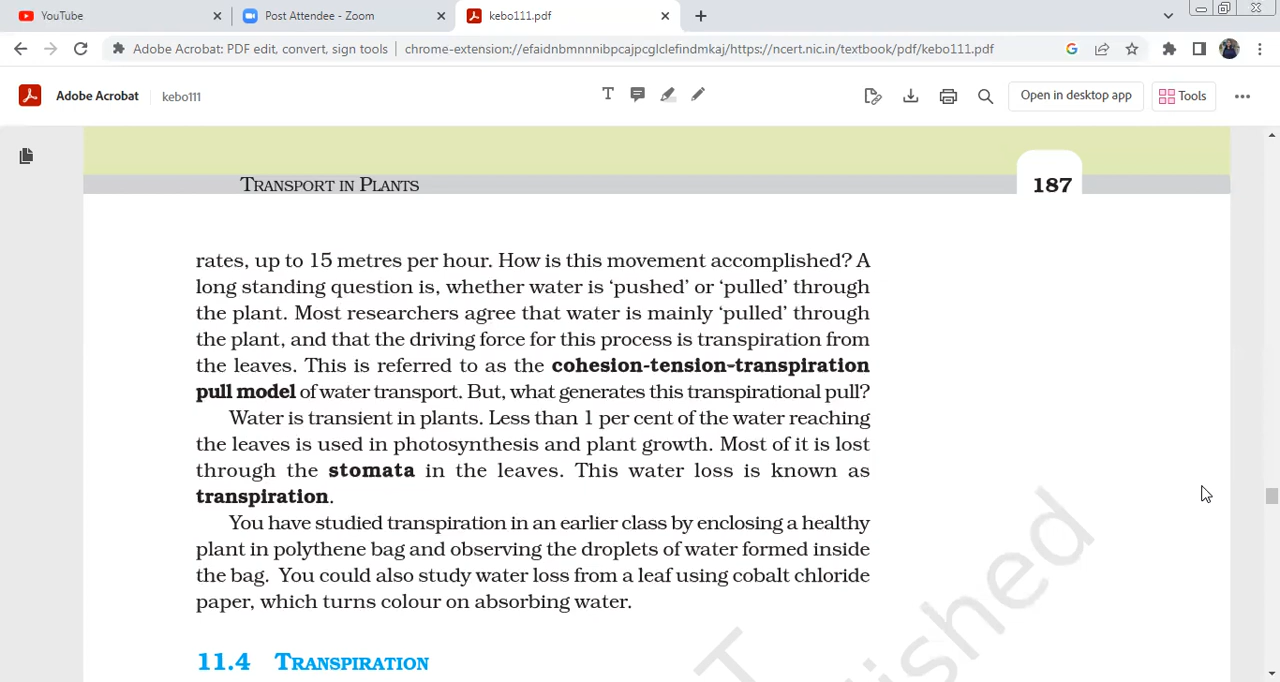 YouTube
Post Attendee - Zoom
kebo111.pdf
Adobe Acrobat: PDF edit, convert, sign tools
chrome-extension://efaidnbmnnnibpcajpcglclefindmkaj/https://ncert.nic.in/textbook/pdf/kebo111.pdf
Adobe Acrobat
kebo111
Open in desktop app
Tools
TRANSPORT IN PLANTS
187
rates, up to 15 metres per hour. How is this movement accomplished? A
long standing question is, whether water is ‘pushed’ or ‘pulled’ through
the plant. Most researchers agree that water is mainly ‘pulled’ through
the plant, and that the driving force for this process is transpiration from
the leaves. This is referred to as the cohesion-tension-transpiration
pull model of water transport. But, what generates this transpirational pull?
Water is transient in plants. Less than 1 per cent of the water reaching
the leaves is used in photosynthesis and plant growth. Most of it is lost
through the stomata in the leaves. This water loss is known as
transpiration.
You have studied transpiration in an earlier class by enclosing a healthy
plant in polythene bag and observing the droplets of water formed inside
the bag. You could also study water loss from a leaf using cobalt chloride
paper, which turns colour on absorbing water.
11.4 TRANSPIRATION